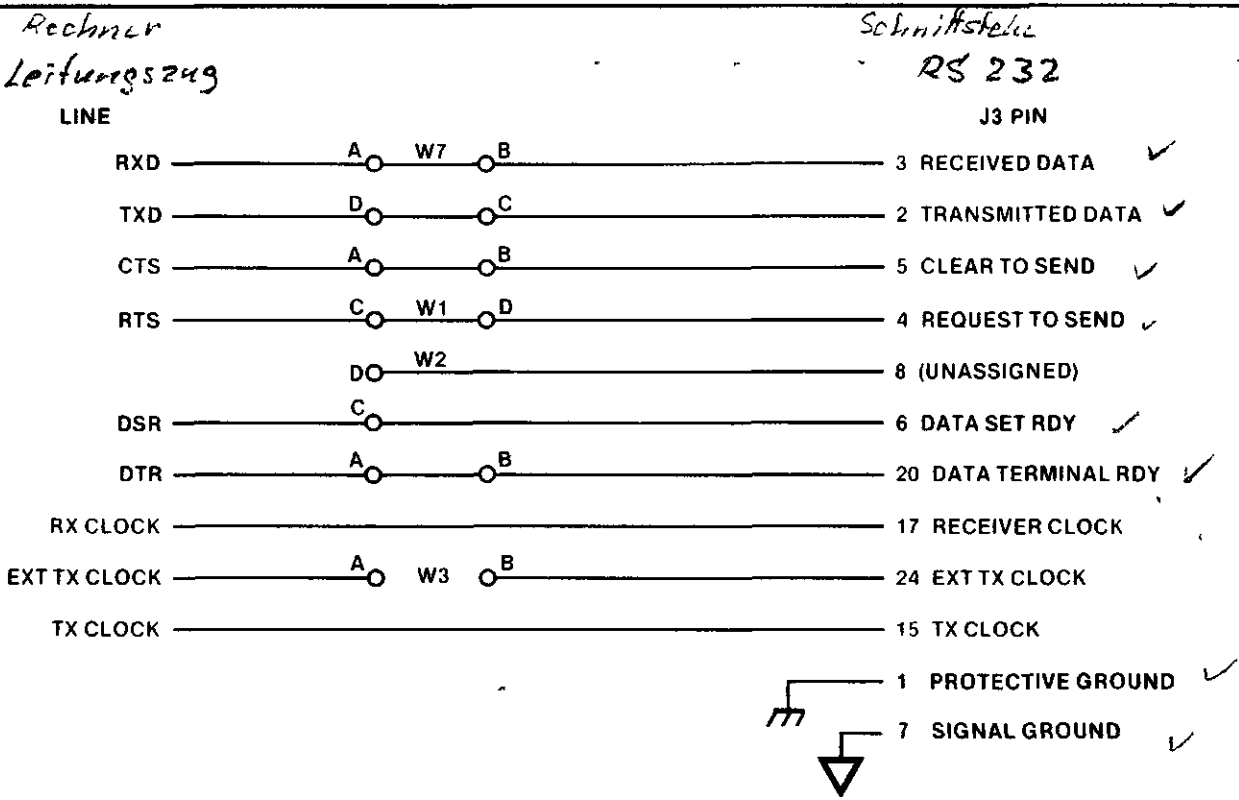 Rechner
Schnittstelle
Leitungszug
RS 232
LINE
J3 PIN
RXD A W7 B 3 RECEIVED DATA ✓
TXD D C 2 TRANSMITTED DATA ✓
CTS A B 5 CLEAR TO SEND ✓
RTS C W1 D 4 REQUEST TO SEND ✓
D W2 8 (UNASSIGNED)
DSR C 6 DATA SET RDY ✓
DTR A B 20 DATA TERMINAL RDY ✓
RX CLOCK 17 RECEIVER CLOCK
EXT TX CLOCK A W3 B 24 EXT TX CLOCK
TX CLOCK 15 TX CLOCK
1 PROTECTIVE GROUND ✓
7 SIGNAL GROUND ✓